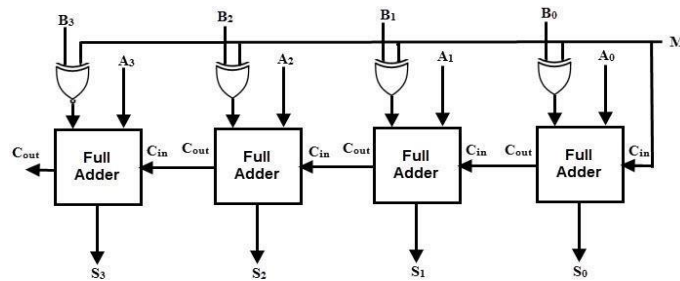 B3 B2 B1 B0
M
A3 A2 A1 A0
Cout Full Adder Cin Cout Full Adder Cin Cout Full Adder Cin Cout Full Adder Cin
S3 S2 S1 S0